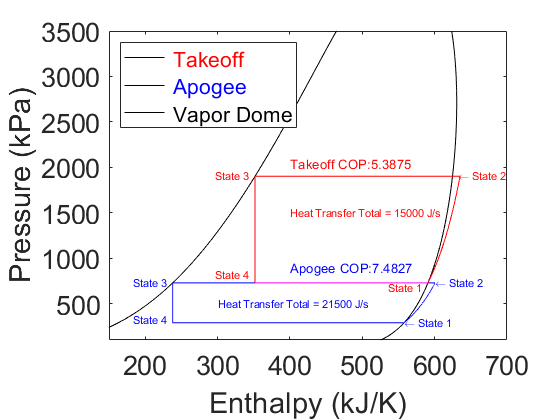 3500
3000
2500
2000
1500
1000
500
Pressure (kPa)
Takeoff
Apogee
Vapor Dome
Takeoff COP:5.3875
State 3
← State 2
Heat Transfer Total = 15000 J/s
State 4
Apogee COP:7.4827
State 3
State 1
← State 2
Heat Transfer Total = 21500 J/s
State 4
← State 1
200 300 400 500 600 700
Enthalpy (kJ/K)